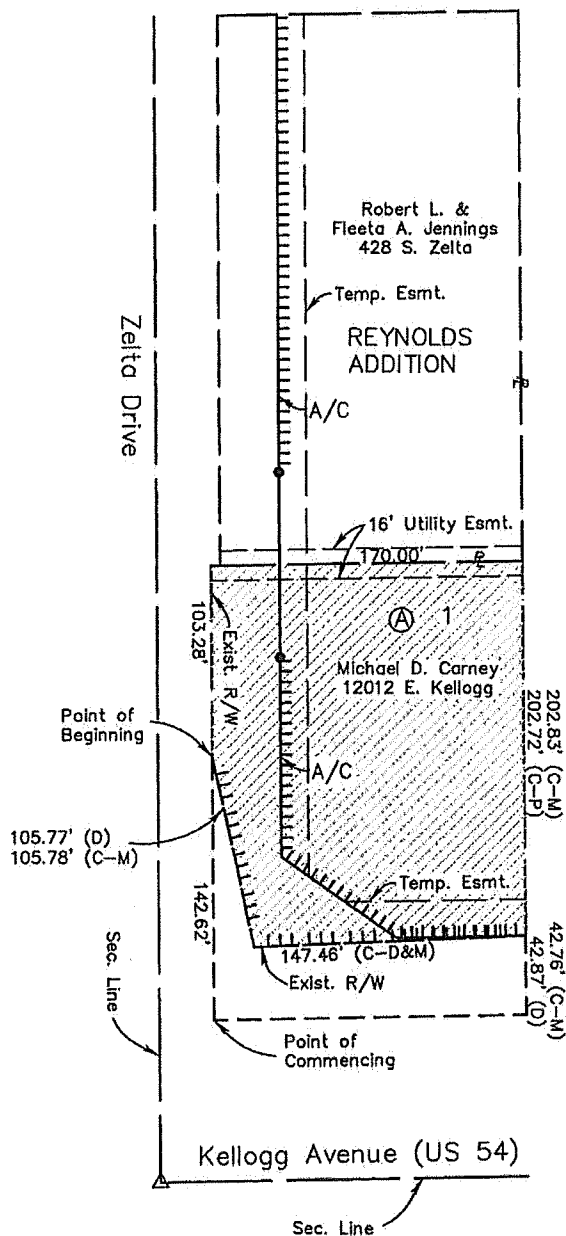 Robert L. &
Fleeta A. Jennings
428 S. Zelta
Temp. Esmt.
REYNOLDS
ADDITION
Zelta Drive
A/C
16' Utility Esmt.
170.00'
A 1
103.28'
Exist. R/W
Michael D. Carney
12012 E. Kellogg
202.83' (C-M)
202.72' (C-P)
Point of
Beginning
A/C
105.77' (D)
105.78' (C-M)
Temp. Esmt.
142.62'
147.46' (C-D&M)
42.76' (C-M)
42.87' (D)
Sec. Line
Exist. R/W
Point of
Commencing
Kellogg Avenue (US 54)
Sec. Line